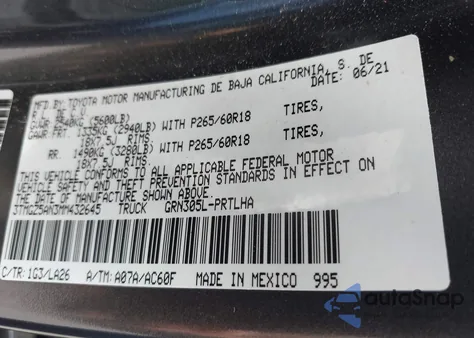 MFD.BY:TOYOTA MOTOR MANUFACTURING DE BAJA CALIFORNIA, S. DE
R.L. DATE: 06/21
(5600LB)
GAWR: FRT. 1335KG (2940LB) WITH P265/60R18 TIRES,
18X7.5J RIMS.
RR. 1490KG (3280LB) WITH P265/60R18 TIRES,
18X7.5J RIMS.
THIS VEHICLE CONFORMS TO ALL APPLICABLE FEDERAL MOTOR
VEHICLE SAFETY AND THEFT PREVENTION STANDARDS IN EFFECT ON
THE DATE OF MANUFACTURE SHOWN ABOVE.
3TMGZ5AN3MM432645 TRUCK GRN305L-PRTLHA
C/TR: 1G3/LA26 A/TM: A07A/AC60F MADE IN MEXICO 995
autoSnap